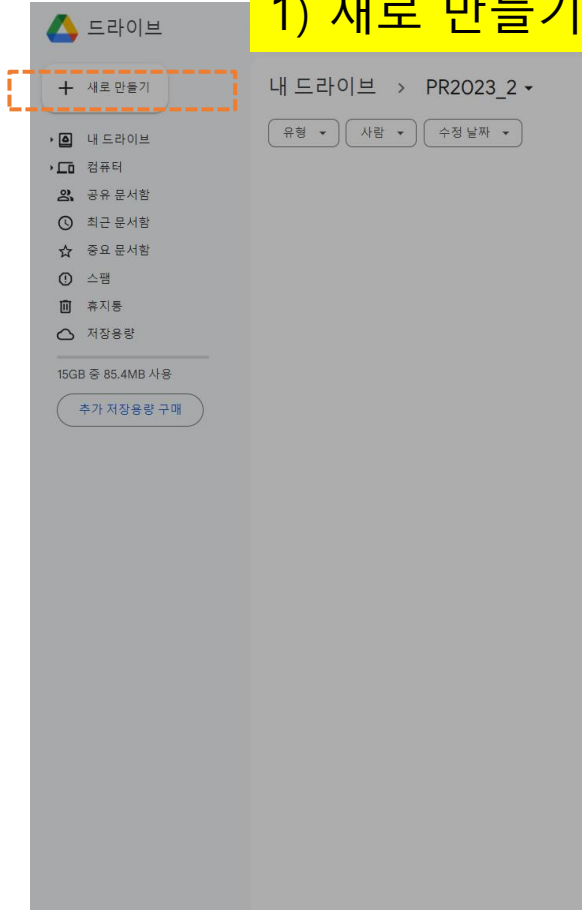 1) 새로 만들기
드라이브
새로 만들기
내 드라이브
컴퓨터
공유 문서함
최근 문서함
중요 문서함
스팸
휴지통
저장용량
15GB 중 85.4MB 사용
추가 저장용량 구매
내 드라이브 > PR2023_2
유형 사람 수정 날짜